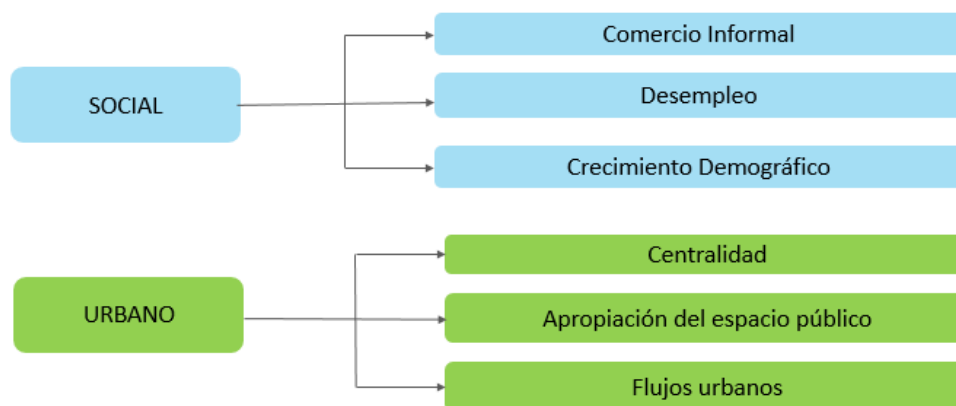 SOCIAL
Comercio Informal
Desempleo
Crecimiento Demográfico
URBANO
Centralidad
Apropiación del espacio público
Flujos urbanos